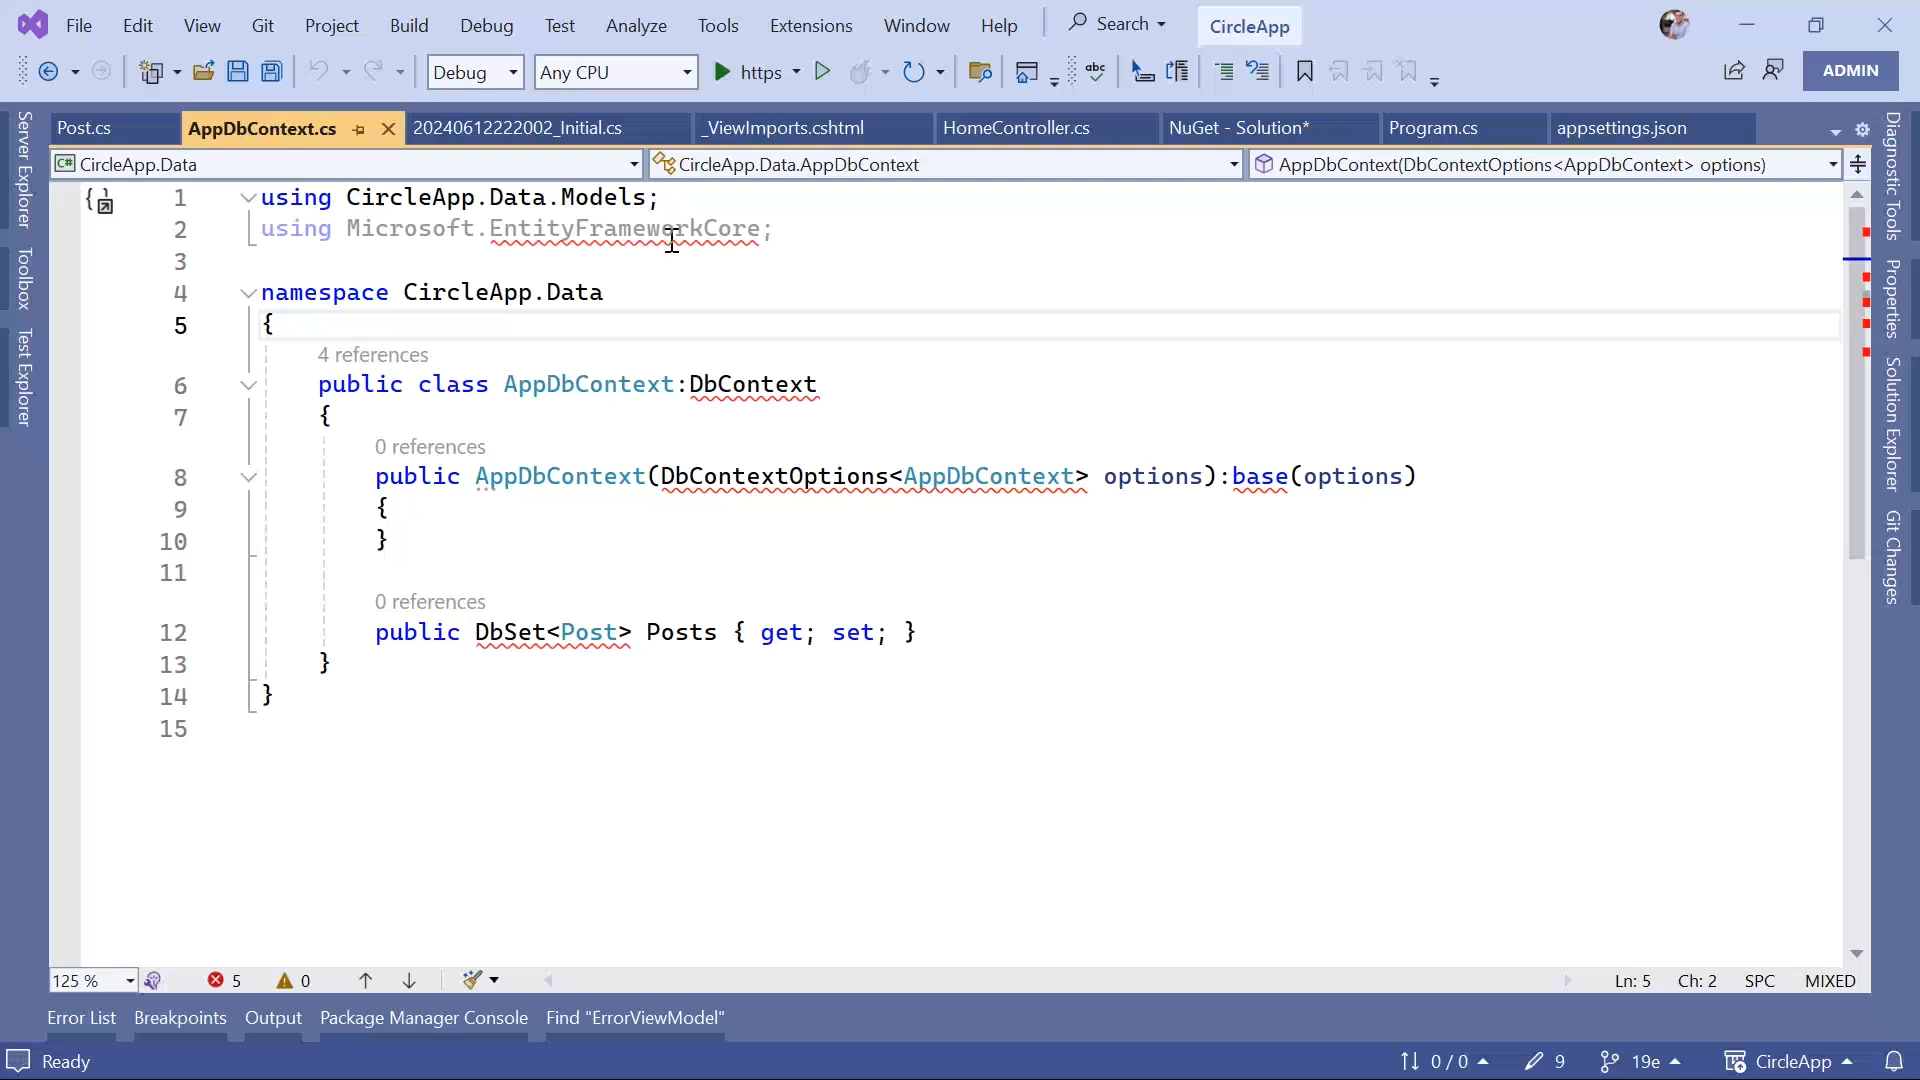 File Edit View Git Project Build Debug Test Analyze Tools Extensions Window Help Search CircleApp
Debug Any CPU https ADMIN
Post.cs AppDbContext.cs 20240612222002_Initial.cs _ViewImports.cshtml HomeController.cs NuGet - Solution* Program.cs appsettings.json
CircleApp.Data CircleApp.Data.AppDbContext AppDbContext(DbContextOptions<AppDbContext> options)
Server Explorer
Toolbox
Test Explorer
1 using CircleApp.Data.Models;
2 using Microsoft.EntityFrameworkCore;
3
4 namespace CircleApp.Data
5 {
4 references
6 public class AppDbContext:DbContext
7 {
0 references
8 public AppDbContext(DbContextOptions<AppDbContext> options):base(options)
9 {
10 }
11
0 references
12 public DbSet<Post> Posts { get; set; }
13 }
14 }
15
Diagnostic Tools
Properties
Solution Explorer
Git Changes
125 % 5 0 Ln: 5 Ch: 2 SPC MIXED
Error List Breakpoints Output Package Manager Console Find "ErrorViewModel"
Ready 0 / 0 9 19e CircleApp